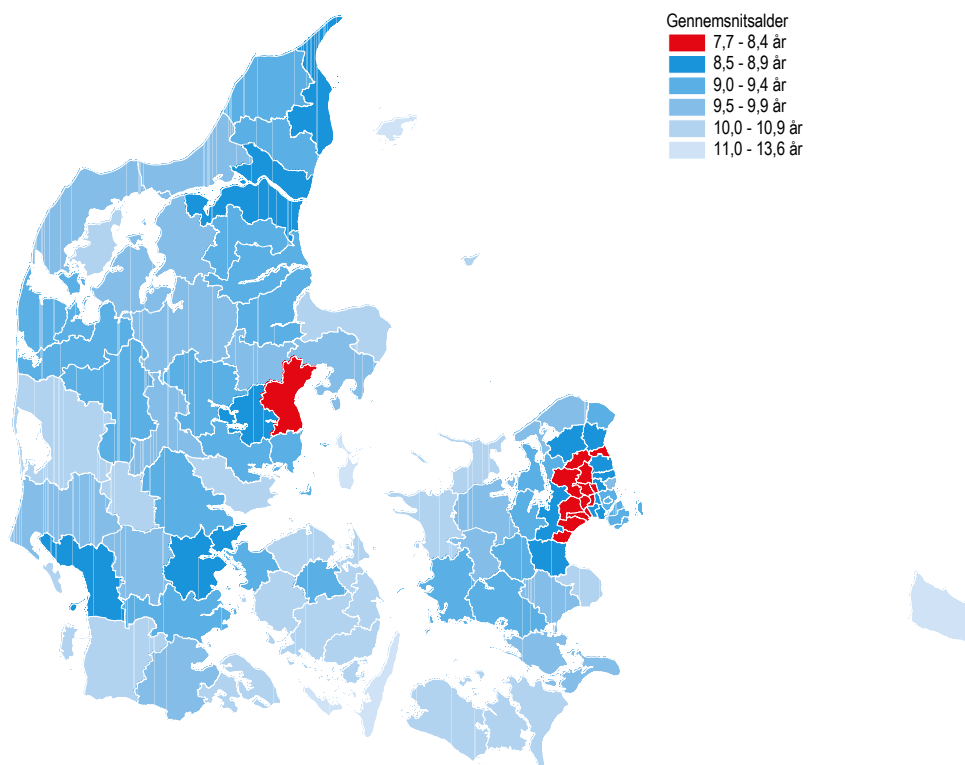 Gennemsnitsalder
7,7 - 8,4 år
8,5 - 8,9 år
9,0 - 9,4 år
9,5 - 9,9 år
10,0 - 10,9 år
11,0 - 13,6 år